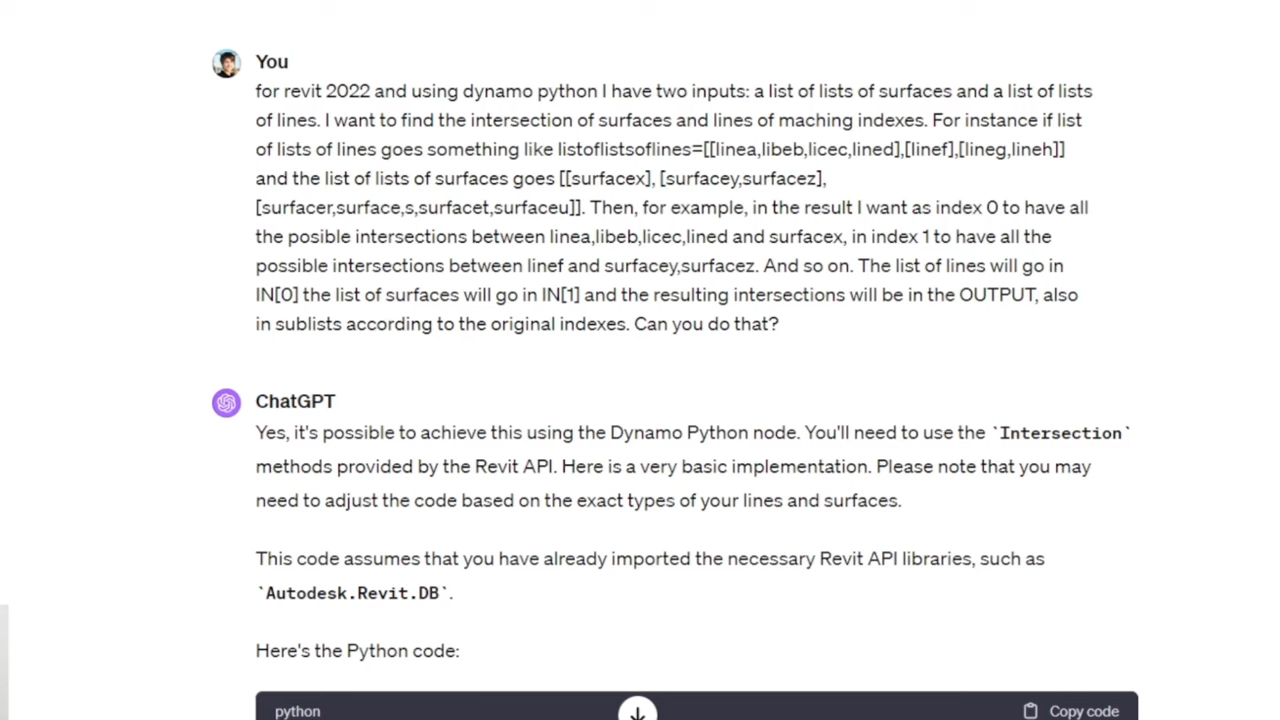 You
for revit 2022 and using dynamo python I have two inputs: a list of lists of surfaces and a list of lists
of lines. I want to find the intersection of surfaces and lines of maching indexes. For instance if list
of lists of lines goes something like listoflistsoflines=[[linea,libeb,licec,lined],[linef],[lineg,lineh]]
and the list of lists of surfaces goes [[surfacex], [surfacey,surfacez],
[surfacer,surface,s,surfacet,surfaceu]]. Then, for example, in the result I want as index 0 to have all
the posible intersections between linea,libeb,licec,lined and surfacex, in index 1 to have all the
possible intersections between linef and surfacey,surfacez. And so on. The list of lines will go in
IN[0] the list of surfaces will go in IN[1] and the resulting intersections will be in the OUTPUT, also
in sublists according to the original indexes. Can you do that?
ChatGPT
Yes, it's possible to achieve this using the Dynamo Python node. You'll need to use the `Intersection`
methods provided by the Revit API. Here is a very basic implementation. Please note that you may
need to adjust the code based on the exact types of your lines and surfaces.
This code assumes that you have already imported the necessary Revit API libraries, such as
`Autodesk.Revit.DB`.
Here's the Python code:
python
Copy code